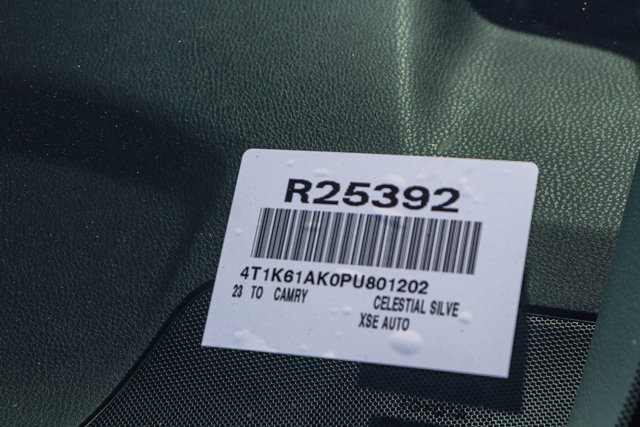 R25392
4T1K61AK0PU801202
23 TO CAMRY CELESTIAL SILVE
XSE AUTO